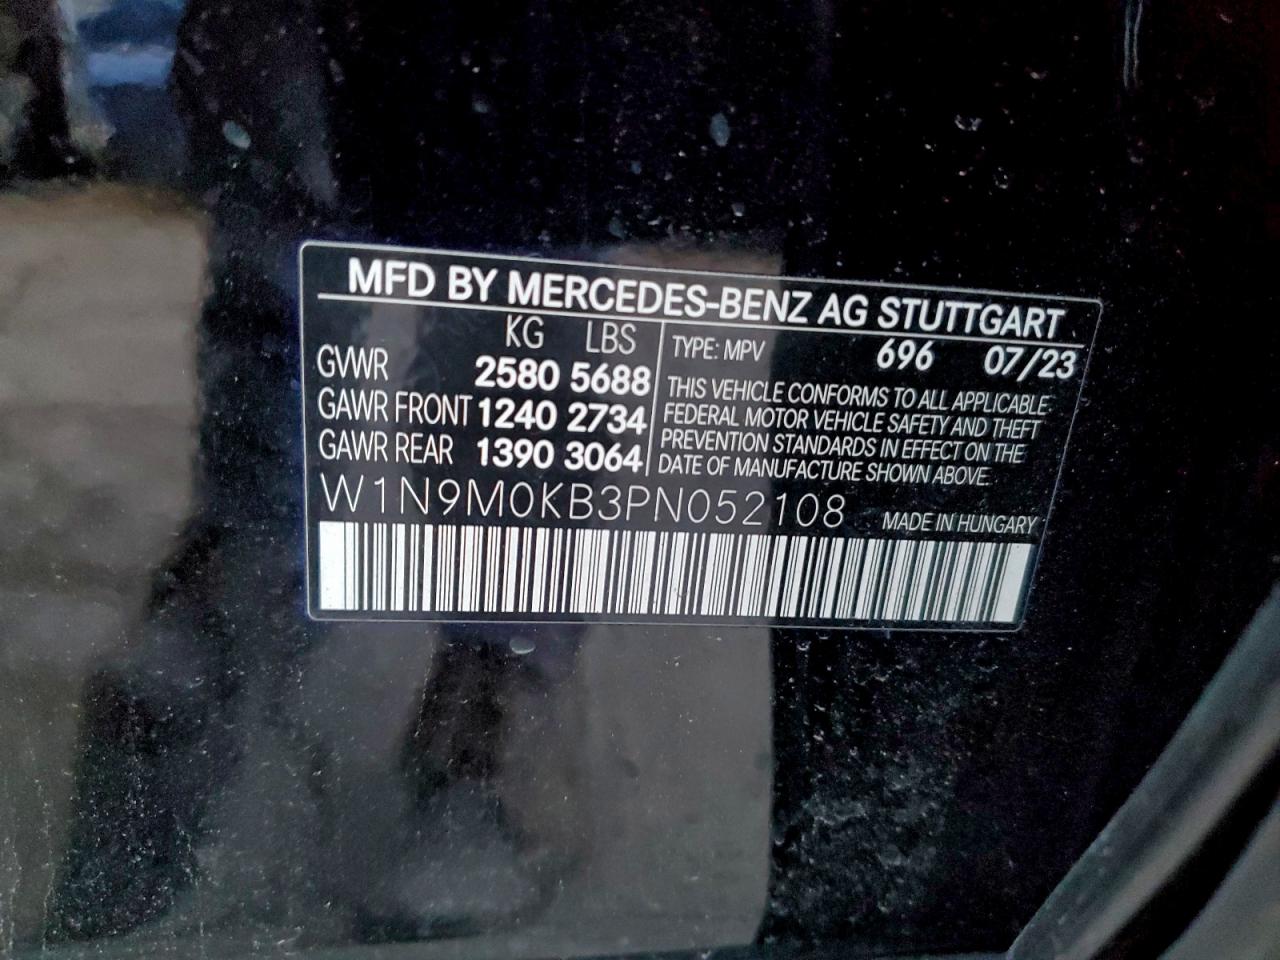 MFD BY MERCEDES-BENZ AG STUTTGART
KG LBS
GVWR 2580 5688
GAWR FRONT 1240 2734
GAWR REAR 1390 3064
TYPE: MPV 696 07/23
THIS VEHICLE CONFORMS TO ALL APPLICABLE
FEDERAL MOTOR VEHICLE SAFETY AND THEFT
PREVENTION STANDARDS IN EFFECT ON THE
DATE OF MANUFACTURE SHOWN ABOVE.
W1N9M0KB3PN052108 MADE IN HUNGARY